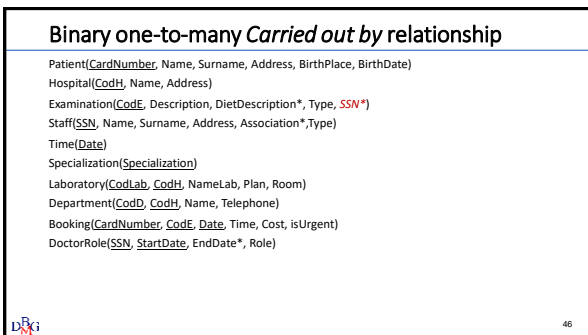 Binary one-to-many Carried out by relationship
Patient(CardNumber, Name, Surname, Address, BirthPlace, BirthDate)
Hospital(CodH, Name, Address)
Examination(CodE, Description, DietDescription*, Type, SSN*)
Staff(SSN, Name, Surname, Address, Association*,Type)
Time(Date)
Specialization(Specialization)
Laboratory(CodLab, CodH, NameLab, Plan, Room)
Department(CodD, CodH, Name, Telephone)
Booking(CardNumber, CodE, Date, Time, Cost, isUrgent)
DoctorRole(SSN, StartDate, EndDate*, Role)
DBMG
46